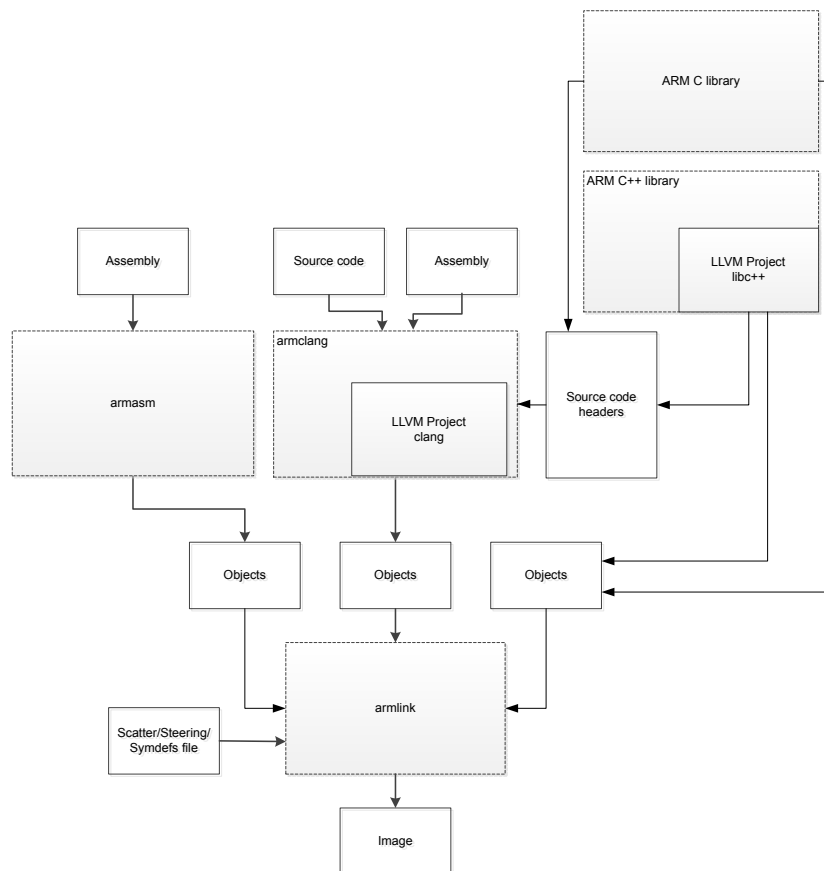 ARM C library
ARM C++ library
LLVM Project
libc++
Assembly
Source code
Assembly
armclang
armasm
LLVM Project
clang
Source code
headers
Objects
Objects
Objects
armlink
Scatter/Steering/
Symdefs file
Image